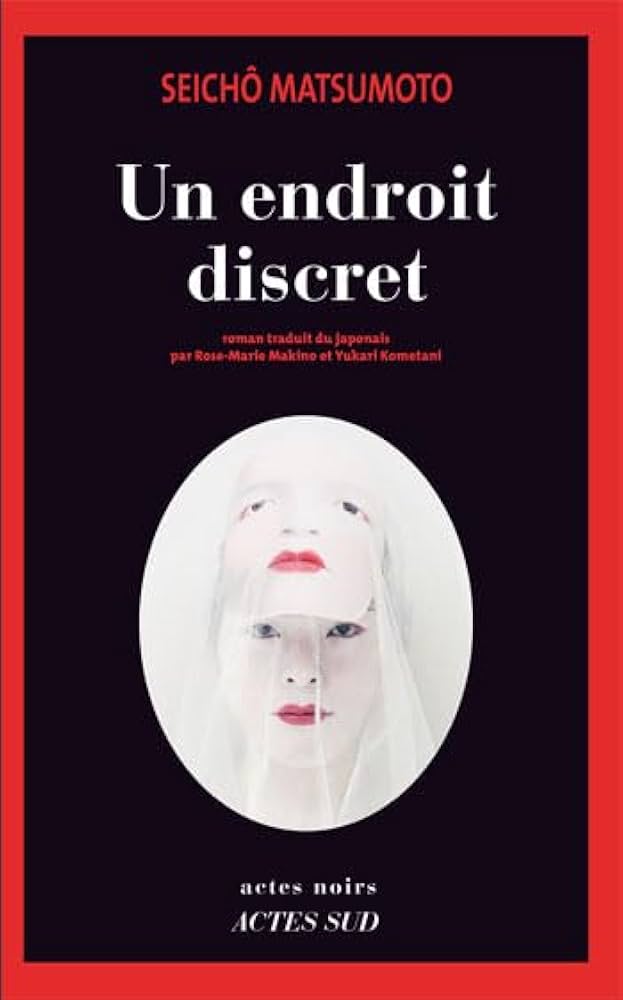 SEICHÔ MATSUMOTO
Un endroit
discret
roman traduit du japonais
par Rose-Marie Makino et Yukari Kometani
actes noirs
ACTES SUD